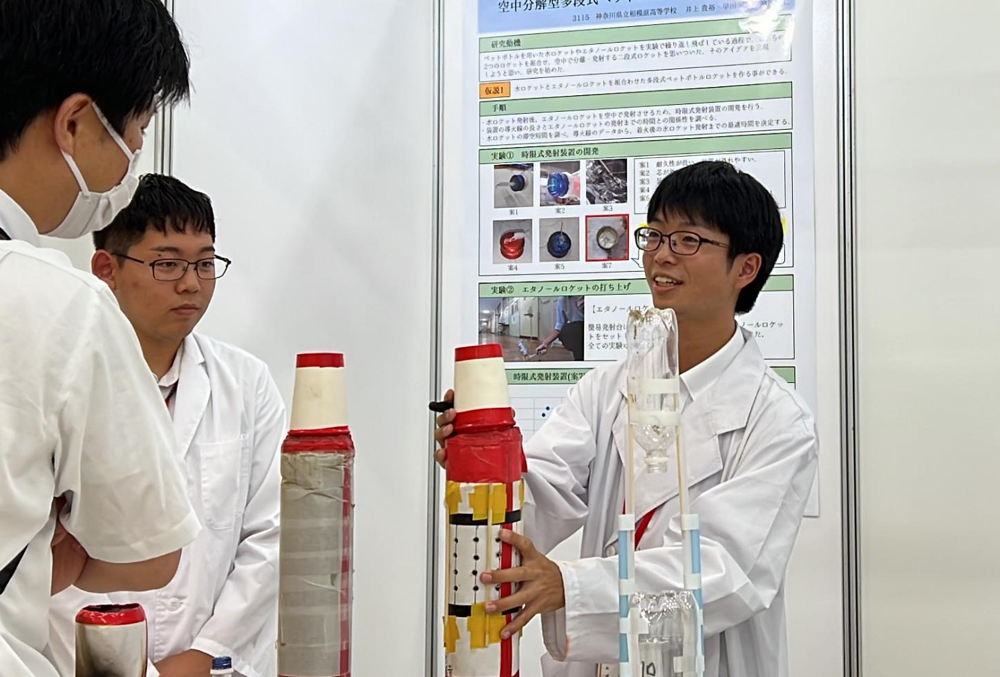 空中分解型多段式ペット
3115 神奈川県立相模原高等学校 井上 貴裕・早川
研究動機
ペットボトルを用いた水ロケットやエタノールロケットを実験で繰り返し飛ばしている過程で、
2つのロケットを組合せ、空中で分離・発射する二段式ロケットを思いついた。そのアイデアを実現
しようと思い、研究を始めた。
仮説1 水ロケットとエタノールロケットを組合わせた多段式ペットボトルロケットを作る事ができる。
手順
・水ロケット発射後、エタノールロケットを空中で発射させるため、時限式発射装置の開発を行う。
・装置の導火線の長さとエタノールロケットの発射までの時間との関係性を調べる。
・水ロケットの滞空時間を調べ、導火線のデータから、着火後の水ロケット発射までの最適時間を決定する。
実験① 時限式発射装置の開発
案1 耐久性が低い、 外れやすい。
案2 芯が
案3
案4
案1 案2 案3
案4 案5 案7
実験② エタノールロケットの打ち上げ
【エタノールロケ
簡易発射台に ノールロケッ
トをセット た。
全ての実験
時限式発射装置(案7
10